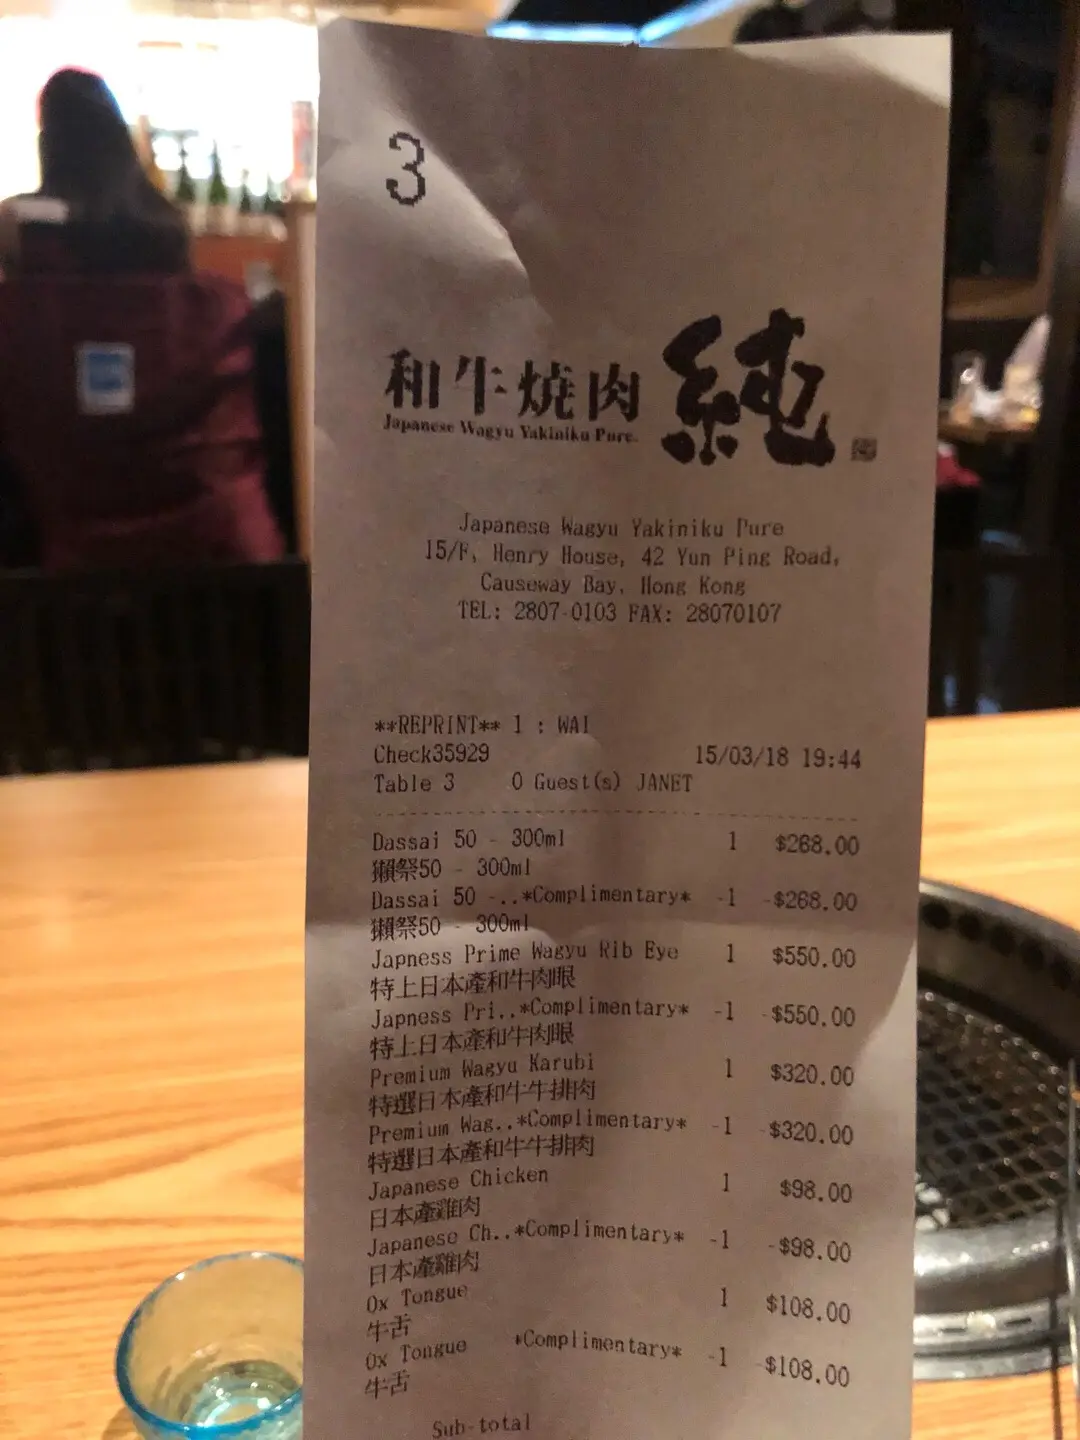 3
和牛燒肉 純
Japanese Wagyu Yakiniku Pure.
Japanese Wagyu Yakiniku Pure
15/F, Henry House, 42 Yun Ping Road,
Causeway Bay, Hong Kong
TEL: 2807-0103 FAX: 28070107
**REPRINT** 1 : WAI
Check35929 15/03/18 19:44
Table 3 0 Guest(s) JANET
Dassai 50 - 300ml 1 $268.00
獺祭50 - 300ml
Dassai 50 -..*Complimentary* -1 -$268.00
獺祭50 - 300ml
Japness Prime Wagyu Rib Eye 1 $550.00
特上日本產和牛肉眼
Japness Pri..*Complimentary* -1 -$550.00
特上日本產和牛肉眼
Premium Wagyu Karubi 1 $320.00
特選日本產和牛牛排肉
Premium Wag..*Complimentary* -1 -$320.00
特選日本產和牛牛排肉
Japanese Chicken 1 $98.00
日本產雞肉
Japanese Ch..*Complimentary* -1 -$98.00
日本產雞肉
Ox Tongue 1 $108.00
牛舌
Ox Tongue *Complimentary* -1 -$108.00
牛舌
Sub-total